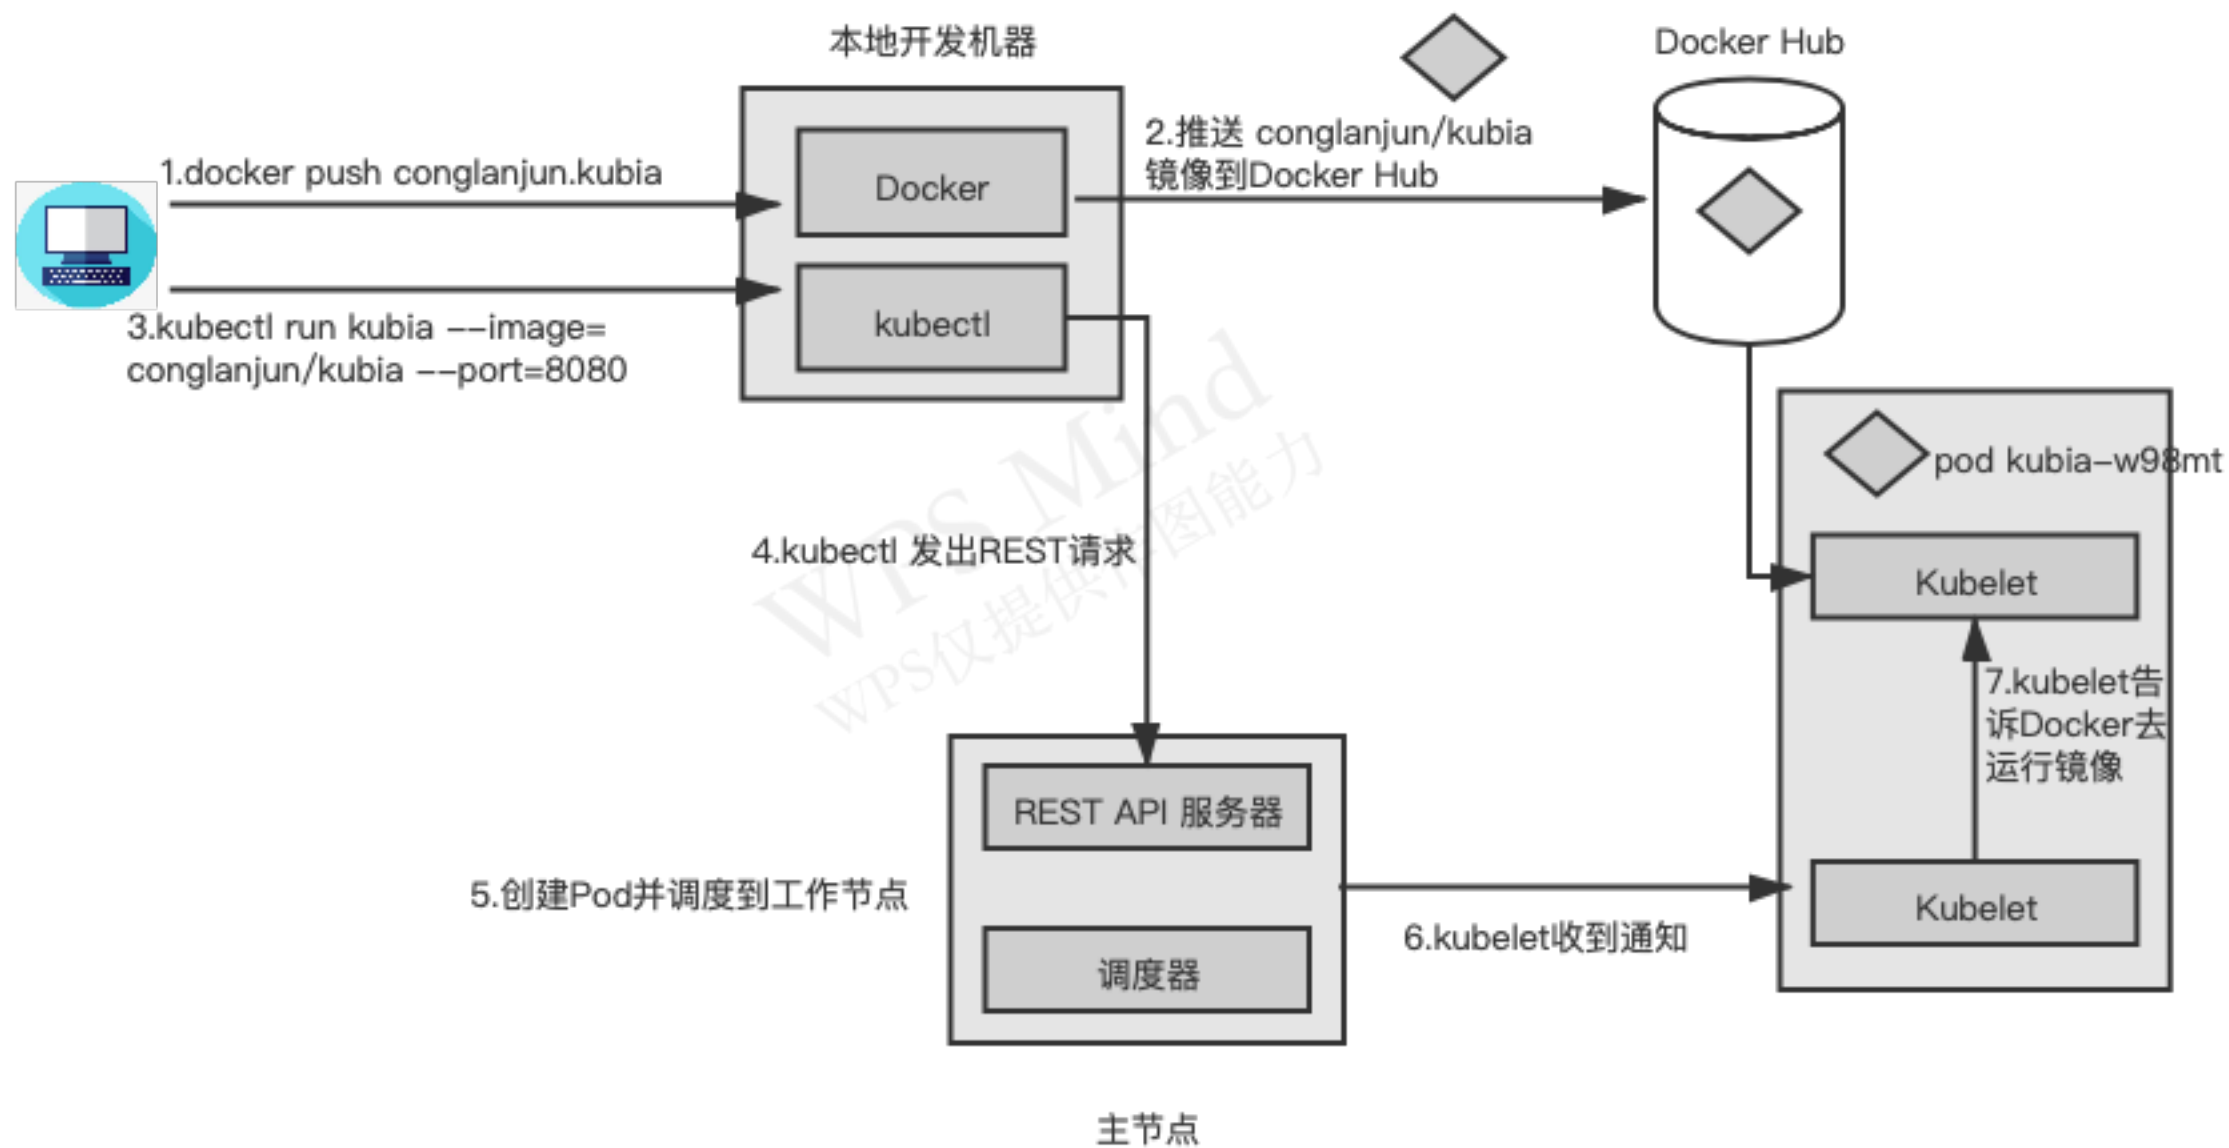 本地开发机器
Docker Hub
1.docker push conglanjun.kubia
Docker
2.推送 conglanjun/kubia
镜像到Docker Hub
3.kubectl run kubia --image=
conglanjun/kubia --port=8080
kubectl
pod kubia-w98mt
4.kubectl 发出REST请求
Kubelet
7.kubelet告
诉Docker去
运行镜像
REST API 服务器
5.创建Pod并调度到工作节点
6.kubelet收到通知
Kubelet
调度器
主节点
WPS Mind
WPS仅提供作图能力